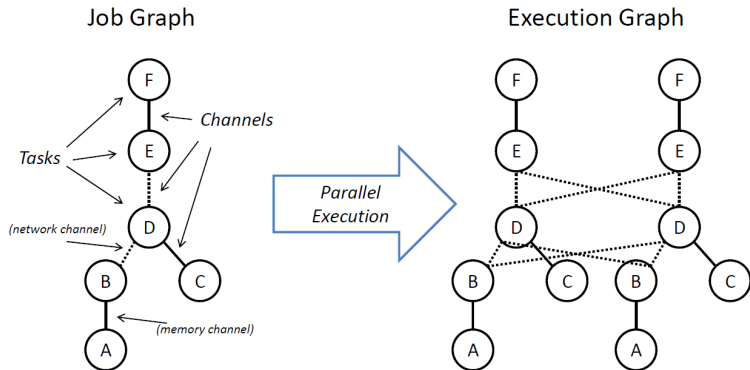 Job Graph
Execution Graph
F
F
F
Channels
Tasks
E
E
E
Parallel
Execution
(network channel)
D
D
D
B
C
B
C
B
C
(memory channel)
A
A
A